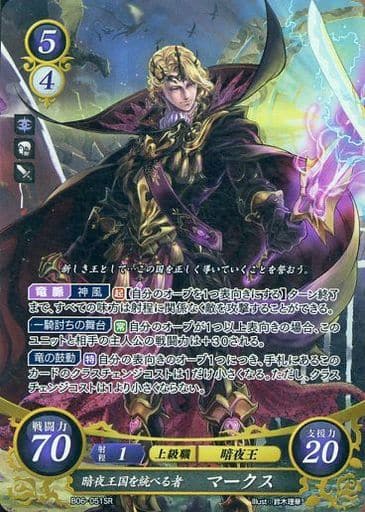 5
4
新しき王として…この国を正しく導いていくことを誓おう。
竜脈 神風 起【自分のオーブを1つ表向きにする】ターン終了
まで、すべての味方は射程に関係なく敵を攻撃することができる。
一騎討ちの舞台 常 自分のオーブが1つ以上表向きの場合、この
ユニットと相手の主人公の戦闘力は+30される。
竜の鼓動 特 自分の表向きのオーブ1つにつき、手札にあるこの
カードのクラスチェンジコストは1だけ小さくなる。ただし、クラス
チェンジコストは1より小さくならない。
戦闘力
70
射程 1 上級職 暗夜王
支援力
20
暗夜王国を統べる者 マークス
B06-051SR
Illust：鈴木理華